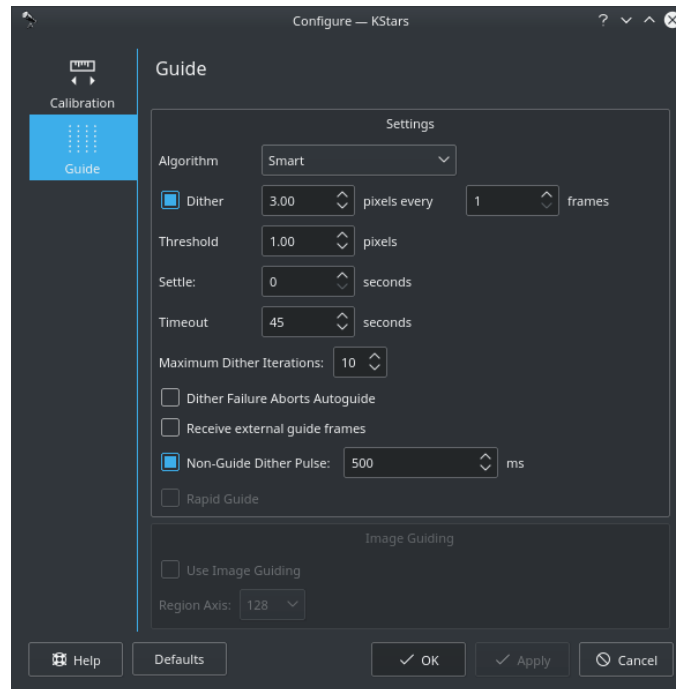 Configure — KStars
Calibration
Guide
Guide
Settings
Algorithm Smart
Dither 3.00 pixels every 1 frames
Threshold 1.00 pixels
Settle: 0 seconds
Timeout 45 seconds
Maximum Dither Iterations: 10
Dither Failure Aborts Autoguide
Receive external guide frames
Non-Guide Dither Pulse: 500 ms
Rapid Guide
Image Guiding
Use Image Guiding
Region Axis: 128
Help Defaults OK Apply Cancel